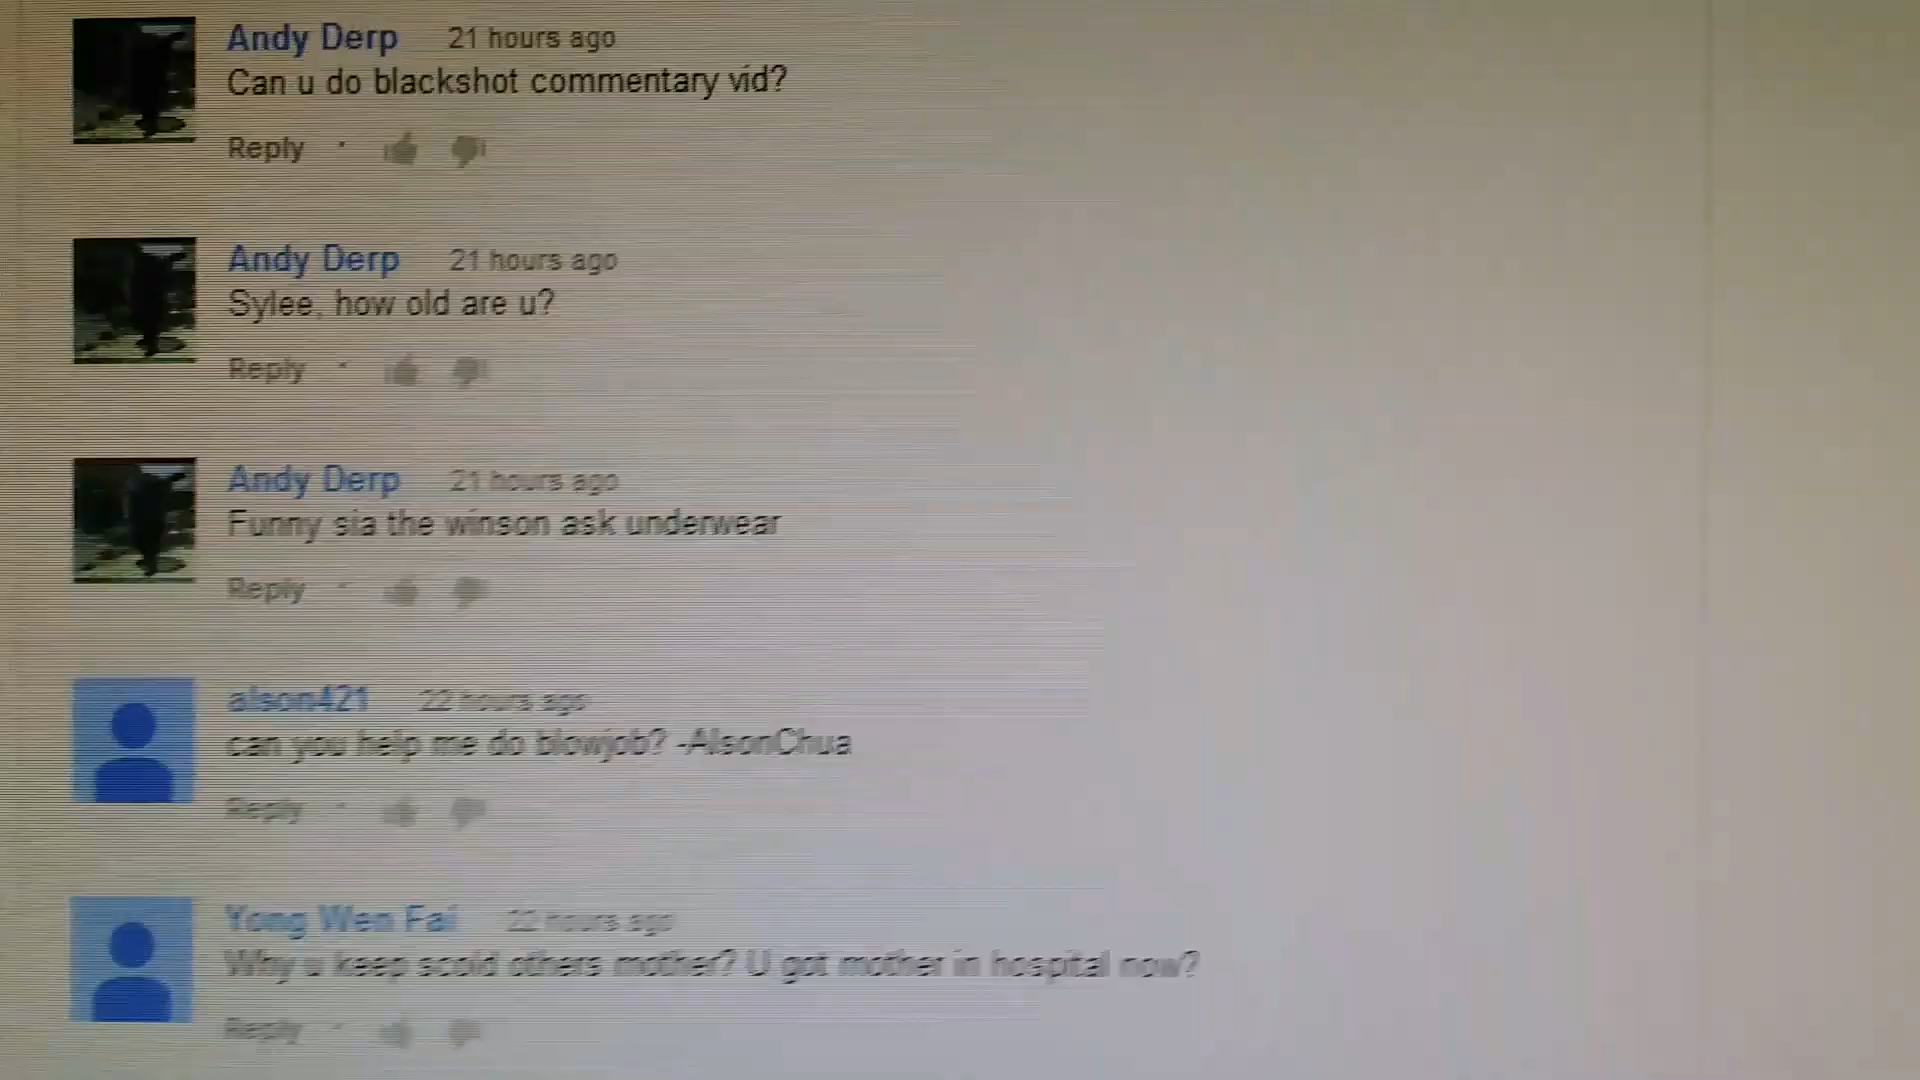 Andy Derp 21 hours ago
Can u do blackshot commentary vid?
Reply
Andy Derp 21 hours ago
Sylee, how old are u?
Reply
Andy Derp 21 hours ago
Funny sia the winson ask underwear
Reply
alson421 22 hours ago
can you help me do blowjob? -AlsonChua
Reply
Yong Wen Fai 22 hours ago
Why u keep scold others mother? U got mother in hospital now?
Reply